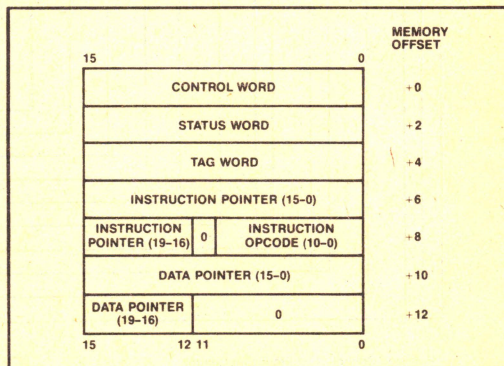 MEMORY
OFFSET
15 0
CONTROL WORD +0
STATUS WORD +2
TAG WORD +4
INSTRUCTION POINTER (15–0) +6
INSTRUCTION POINTER (19–16) 0 INSTRUCTION OPCODE (10–0) +8
DATA POINTER (15–0) +10
DATA POINTER (19–16) 0 +12
15 12 11 0